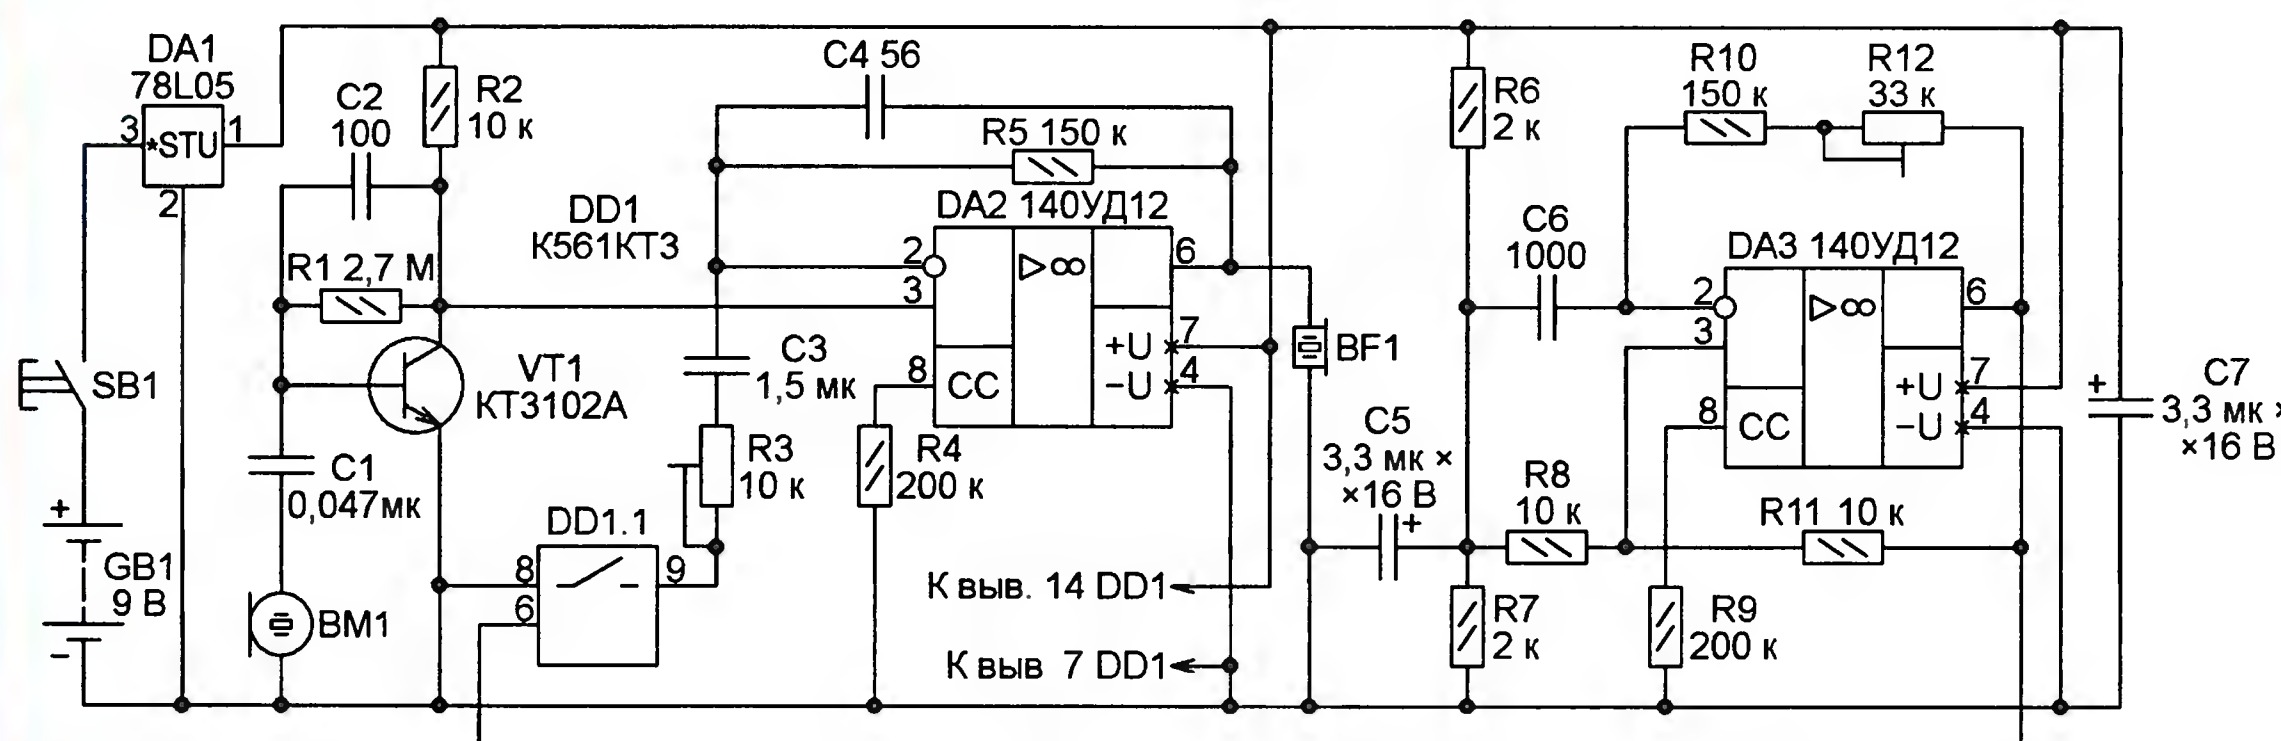 DA1
78L05
3
*STU
1
2
C2
100
R2
10 к
C4 56
R5 150 к
R1 2,7 М
DD1
К561КТ3
DA2 140УД12
2
3
8
▷∞
CC
6
+U
7
−U
4
VT1
КТ3102А
SB1
C1
0,047мк
C3
1,5 мк
R3
10 к
R4
200 к
BF1
+
GB1
9 В
−
BM1
DD1.1
8
6
9
К выв. 14 DD1
К выв 7 DD1
C5
3,3 мк ×
×16 В
+
R6
2 к
R10
150 к
R12
33 к
C6
1000
DA3 140УД12
2
3
8
▷∞
CC
6
+U
7
−U
4
R8
10 к
R11 10 к
R7
2 к
R9
200 к
+
C7
3,3 мк ×
×16 В